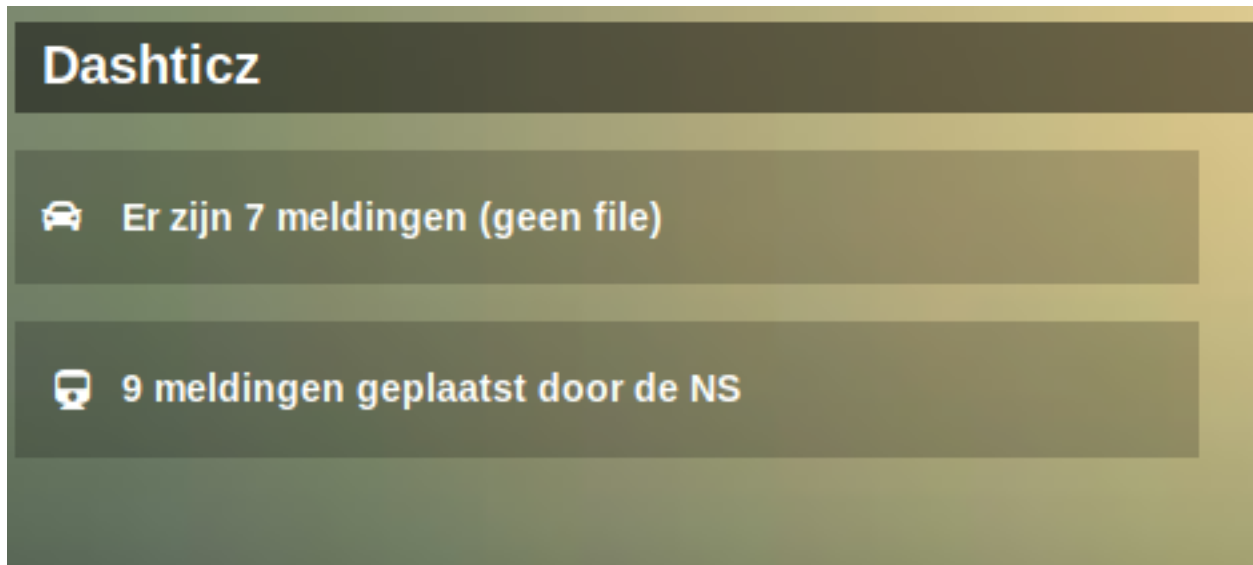 Dashticz
Er zijn 7 meldingen (geen file)
9 meldingen geplaatst door de NS